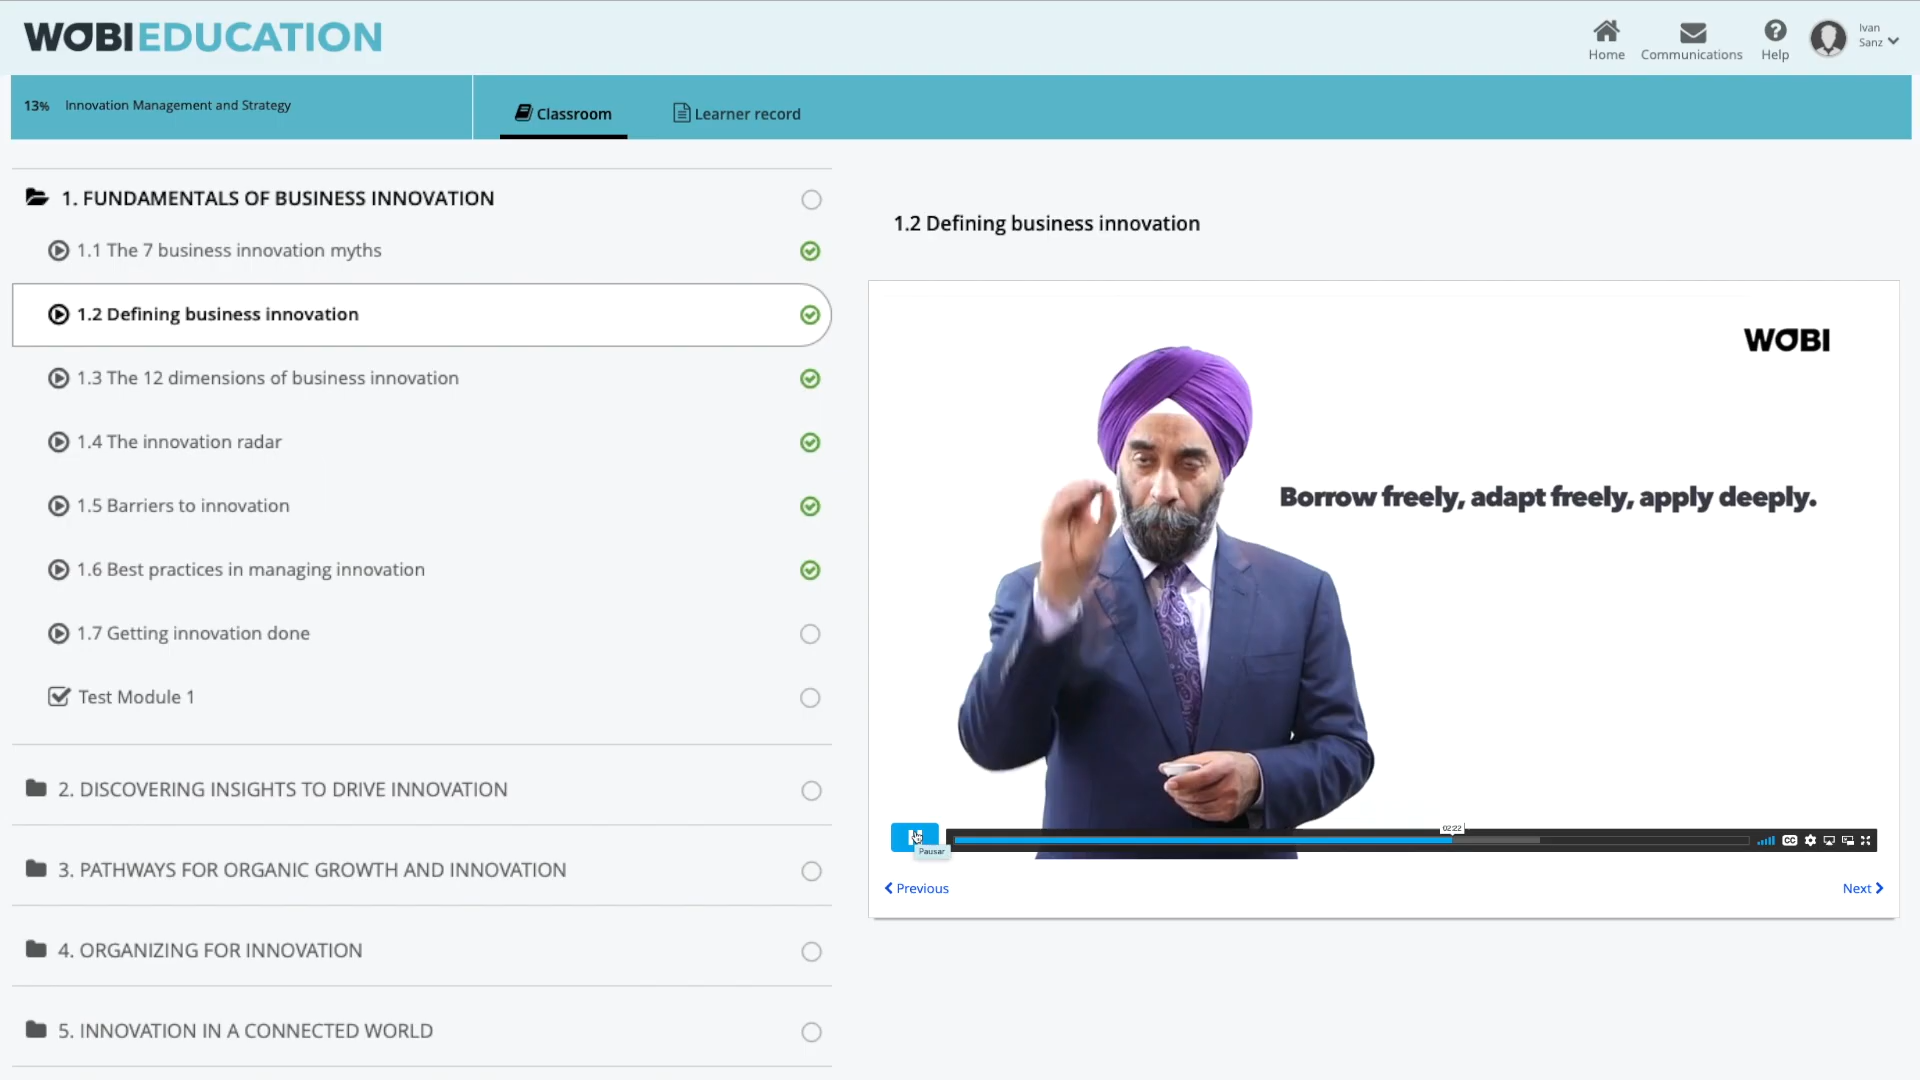 WOBI EDUCATION
Home
Communications
Help
Ivan
Sanz
13%
Innovation Management and Strategy
Classroom
Learner record
1. FUNDAMENTALS OF BUSINESS INNOVATION
1.1 The 7 business innovation myths
1.2 Defining business innovation
1.3 The 12 dimensions of business innovation
1.4 The innovation radar
1.5 Barriers to innovation
1.6 Best practices in managing innovation
1.7 Getting innovation done
Test Module 1
2. DISCOVERING INSIGHTS TO DRIVE INNOVATION
3. PATHWAYS FOR ORGANIC GROWTH AND INNOVATION
4. ORGANIZING FOR INNOVATION
5. INNOVATION IN A CONNECTED WORLD
1.2 Defining business innovation
WOBI
Borrow freely, adapt freely, apply deeply.
02:22
CC
Pausar
Previous
Next